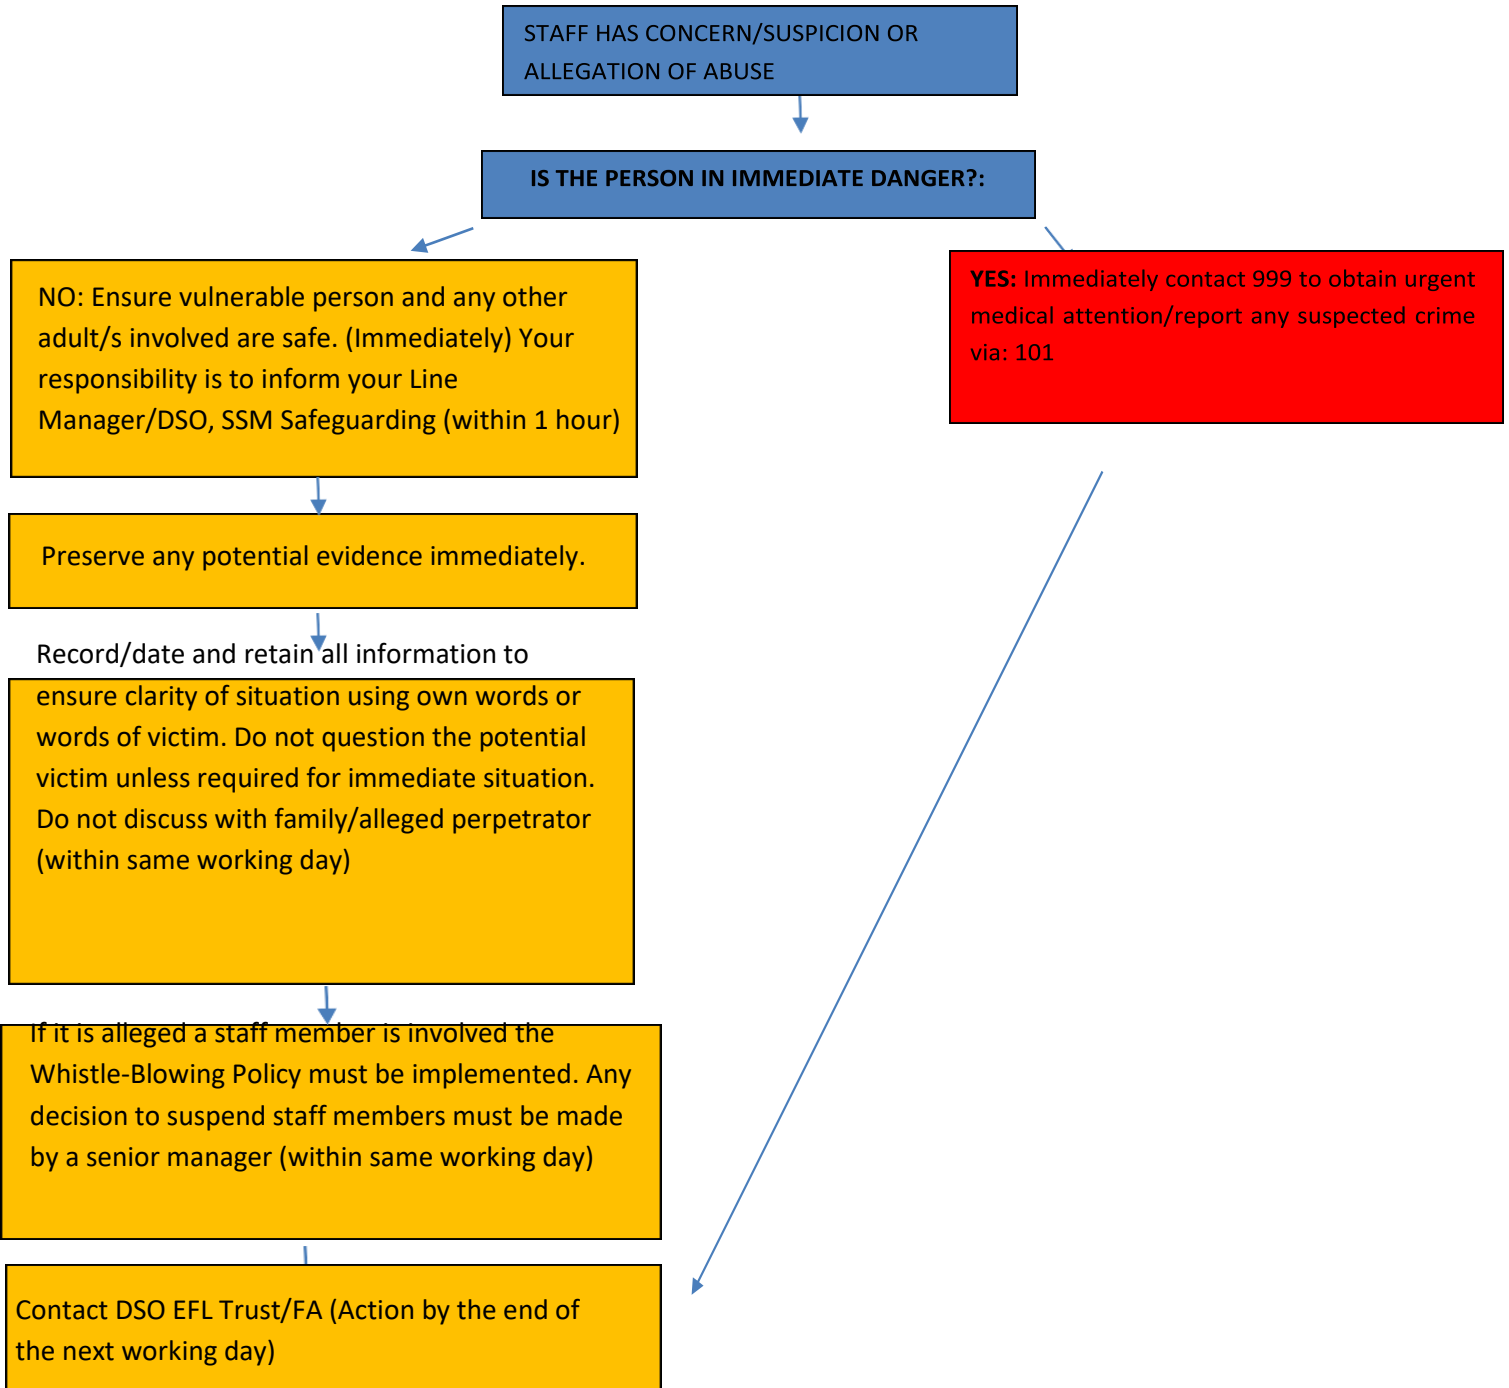 STAFF HAS CONCERN/SUSPICION OR
ALLEGATION OF ABUSE
IS THE PERSON IN IMMEDIATE DANGER?:
NO: Ensure vulnerable person and any other
adult/s involved are safe. (Immediately) Your
responsibility is to inform your Line
Manager/DSO, SSM Safeguarding (within 1 hour)
YES: Immediately contact 999 to obtain urgent
medical attention/report any suspected crime
via: 101
Preserve any potential evidence immediately.
Record/date and retain all information to
ensure clarity of situation using own words or
words of victim. Do not question the potential
victim unless required for immediate situation.
Do not discuss with family/alleged perpetrator
(within same working day)
If it is alleged a staff member is involved the
Whistle-Blowing Policy must be implemented. Any
decision to suspend staff members must be made
by a senior manager (within same working day)
Contact DSO EFL Trust/FA (Action by the end of
the next working day)